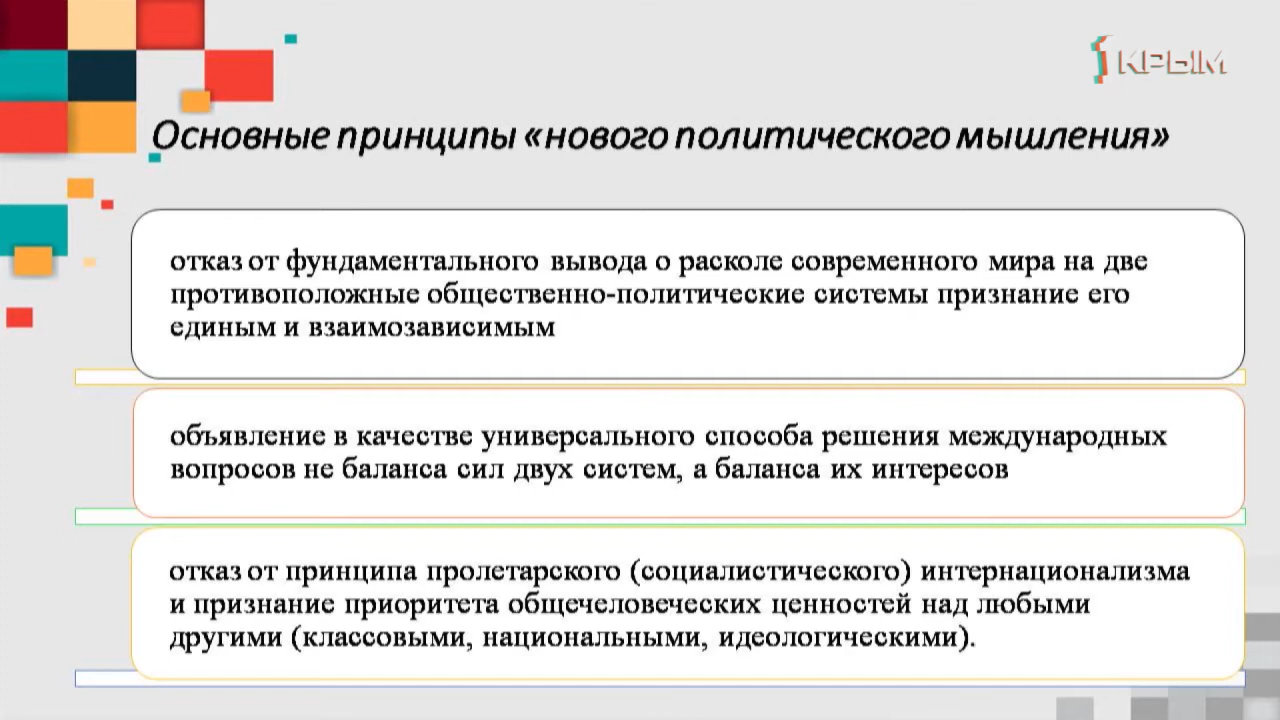 КРЫМ
Основные принципы «нового политического мышления»
отказ от фундаментального вывода о расколе современного мира на две
противоположные общественно-политические системы признание его
единым и взаимозависимым
объявление в качестве универсального способа решения международных
вопросов не баланса сил двух систем, а баланса их интересов
отказ от принципа пролетарского (социалистического) интернационализма
и признание приоритета общечеловеческих ценностей над любыми
другими (классовыми, национальными, идеологическими).